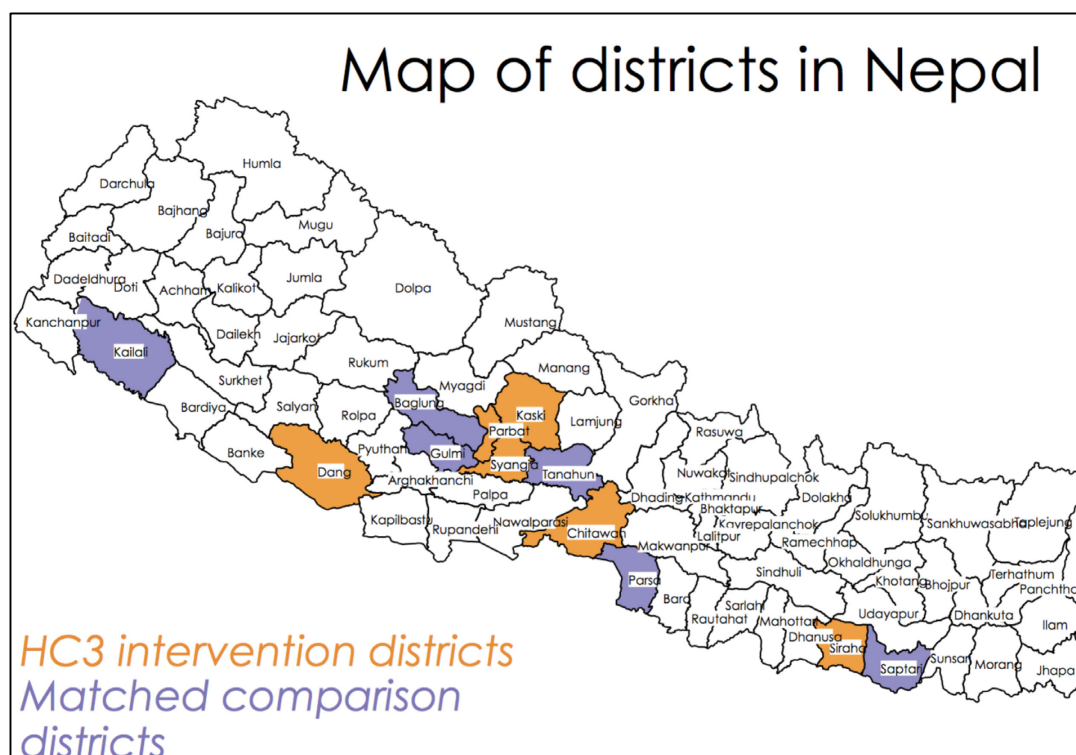 Map of districts in Nepal
Humla
Darchula
Bajhang
Mugu
Bajura
Baitadi
Dadeldhura
Doti
Achham
Kalikot
Jumla
Dolpa
Kanchanpur
Mustang
Dailekh
Jajarkot
Kailali
Rukum
Manang
Myagdi
Surkhet
Baglung
Gorkha
Bardiya
Salyan
Rolpa
Kaski
Lamjung
Parbat
Rasuwa
Banke
Pyuthan
Gulmi
Syangja
Dang
Tanahun
Nuwakot
Sindhupalchok
Arghakhanchi
Palpa
Dhading
Kathmandu
Dolakha
Bhaktapur
Solukhumbu
Kapilbastu
Rupandehi
Nawalparasi
Chitawan
Kavrepalanchok
Sankhuwasabha
Taplejung
Lalitpur
Ramechhap
Makwanpur
Okhaldhunga
Parsa
Sindhuli
Khotang
Bhojpur
Terhathum
Panchtha
Bara
Sarlahi
Udayapur
Dhankuta
Rautahat
Mahottari
Ilam
Dhanusa
Siraha
Saptari
Sunsari
Morang
Jhapa
HC3 intervention districts
Matched comparison
districts